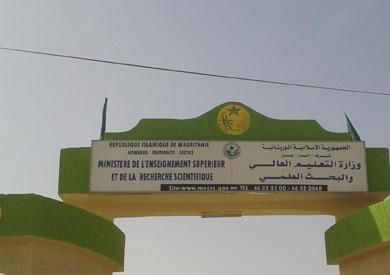 REPUBLIQUE ISLAMIQUE DE MAURITANIE
HONNEUR - FRATERNITE - JUSTICE
MINISTERE DE L'ENSEIGNEMENT SUPERIEUR
ET DE LA RECHERCHE SCIENTIFIQUE
الجمهورية الاسلامية الموريتانية
شرف - إخاء - عدل
وزارة التعليم العالي
والبحث العلمي
Site:www.mesrs.gov.mr TEL. 46 02 01 00 - 46 02 00 68